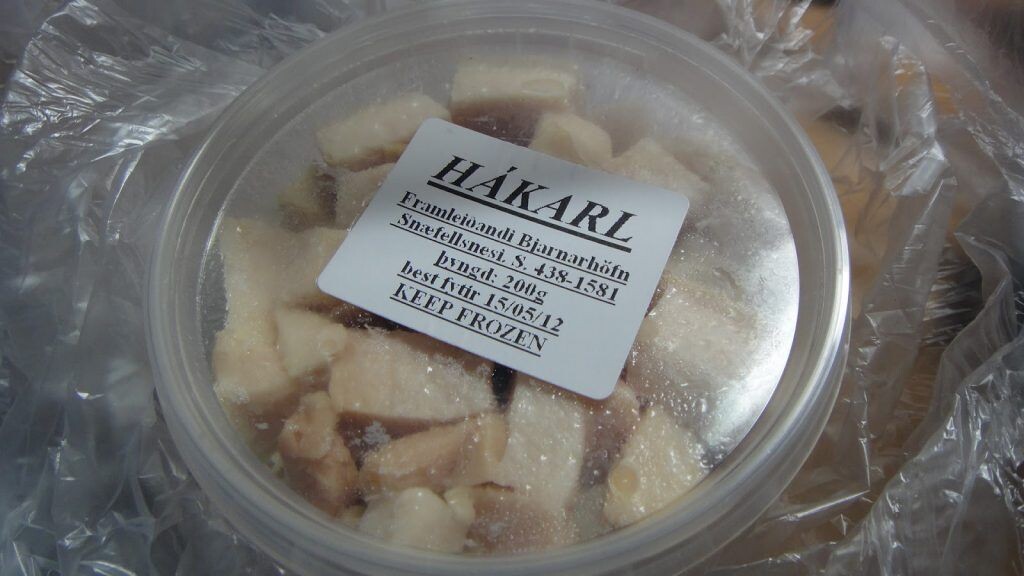 HÁKARL
Framleiðandi Bjarnarhöfn
Snæfellsnesi. S. 438-1581
þyngd: 200g
best fyrir 15/05/12
KEEP FROZEN